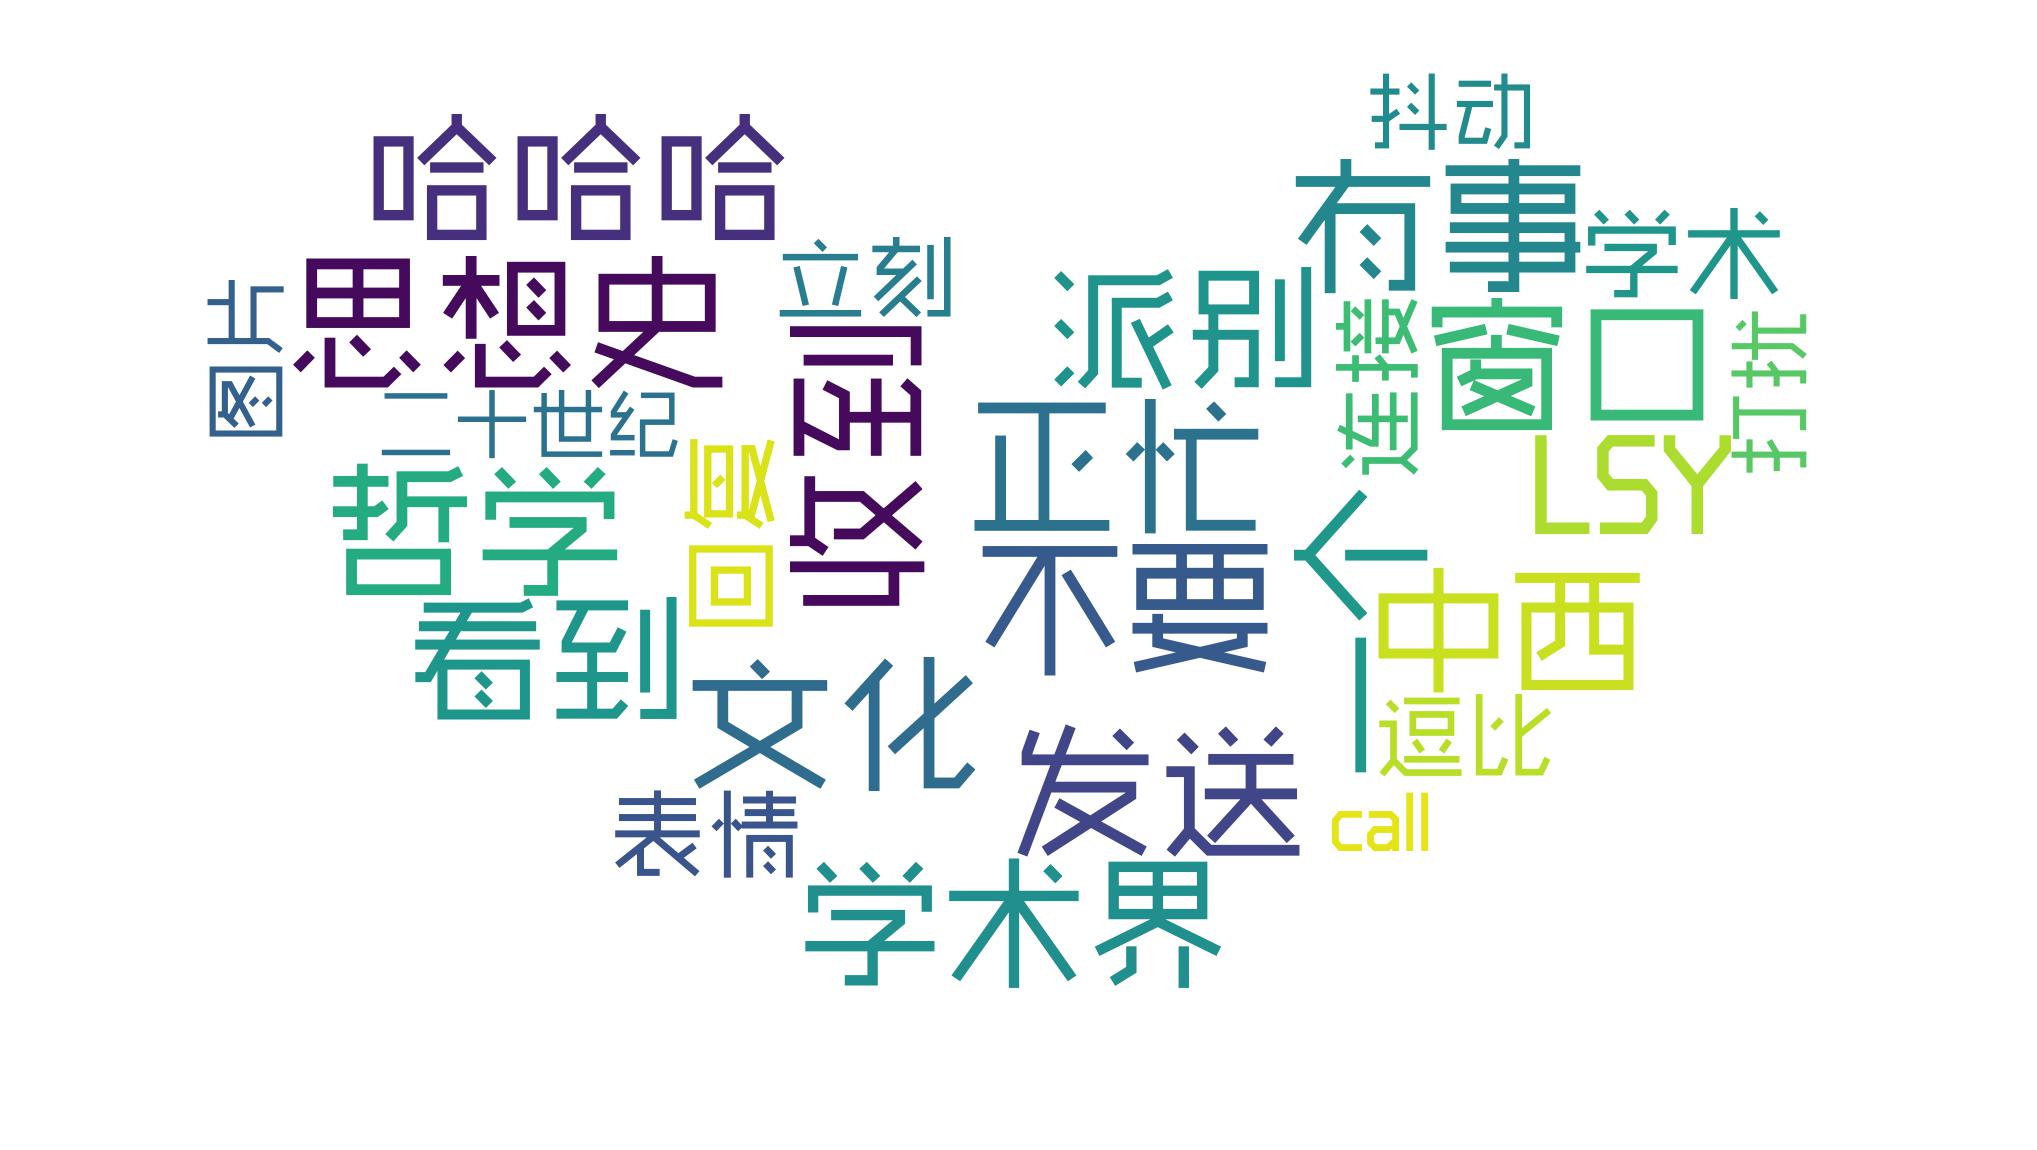 抖动
哈哈哈
有事
学术
立刻
思想史
派别
图片
连接
窗口
打扰
二十世纪
收到
正忙
LSY
哲学
回复
不要
一个
中西
看到
文化
逗比
发送
表情
call
学术界